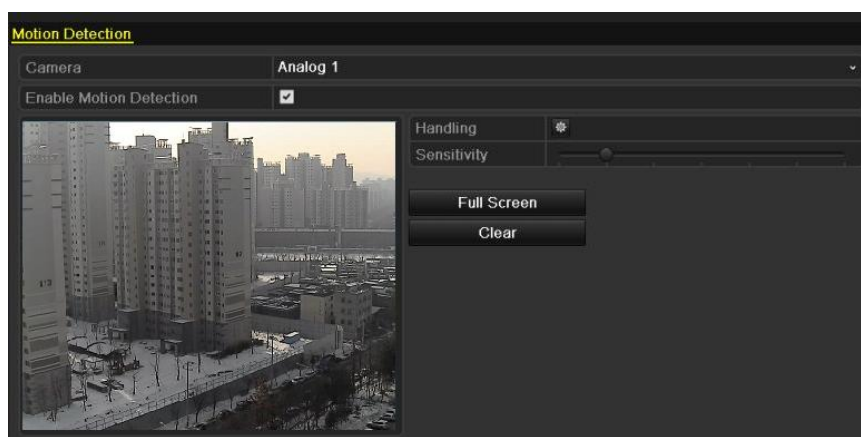 Motion Detection
Camera
Analog 1
Enable Motion Detection
Handling
Sensitivity
Full Screen
Clear